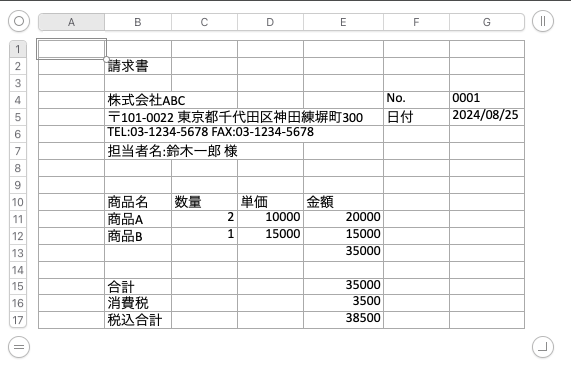 A B C D E F G
1
2 請求書
3
4 株式会社ABC No. 0001
5 〒101-0022 東京都千代田区神田練塀町300 日付 2024/08/25
6 TEL:03-1234-5678 FAX:03-1234-5678
7 担当者名:鈴木一郎 様
8
9
10 商品名 数量 単価 金額
11 商品A 2 10000 20000
12 商品B 1 15000 15000
13 35000
14
15 合計 35000
16 消費税 3500
17 税込合計 38500